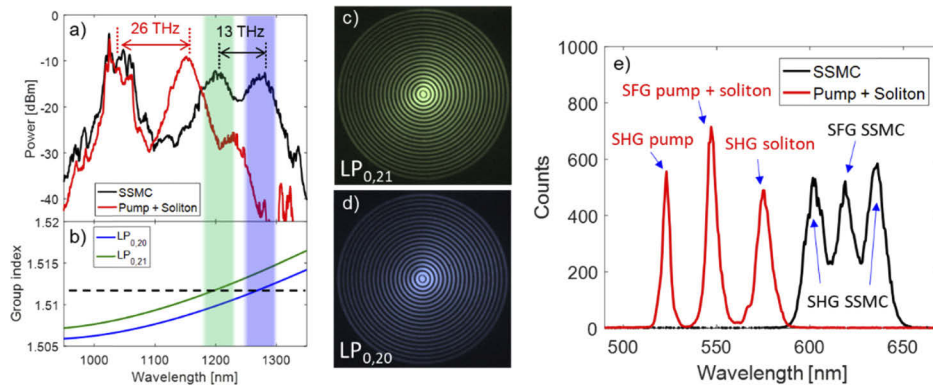 a)
26 THz
13 THz
0
-10
-20
-30
-40
Power [dBm]
SSMC
Pump + Soliton
1.52
b)
LP0,20
LP0,21
1.515
1.51
1.505
Group index
1000
1100
1200
1300
Wavelength [nm]
c)
LP0,21
d)
LP0,20
e)
1000
800
600
400
200
0
Counts
SSMC
Pump + Soliton
SFG pump + soliton
SHG pump
SHG soliton
SFG SSMC
SHG SSMC
500
550
600
650
Wavelength [nm]